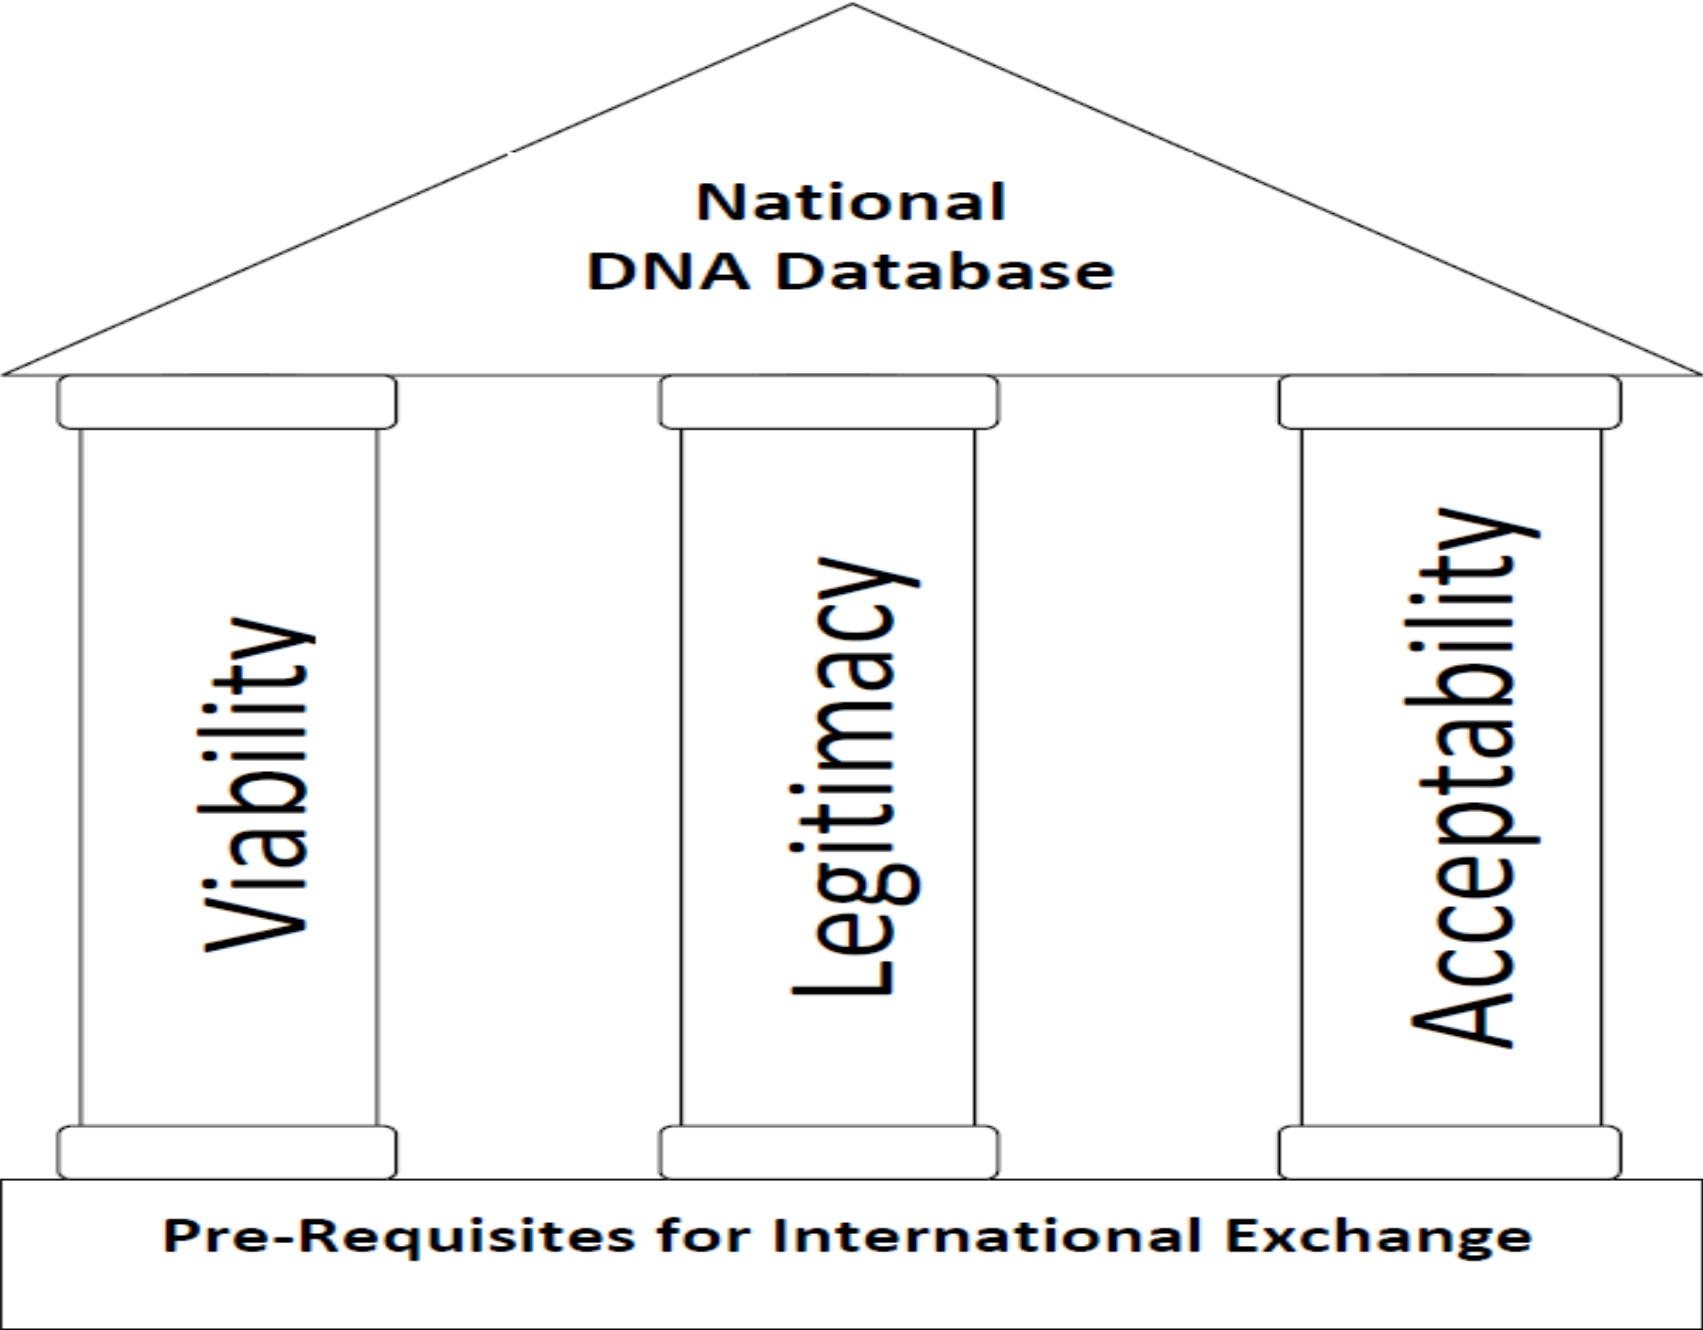 National
DNA Database
Viability
Legitimacy
Acceptability
Pre-Requisites for International Exchange